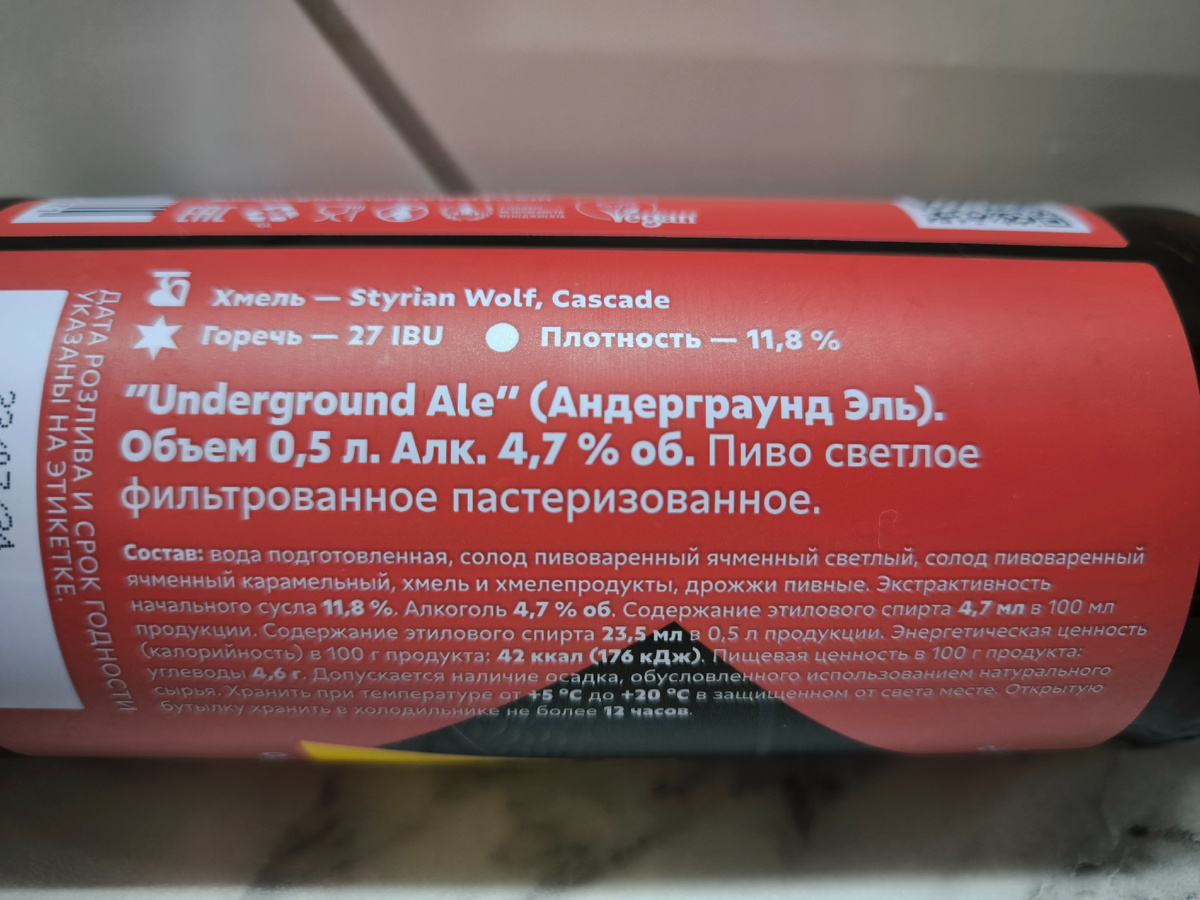 EAC
Vegan
Хмель — Styrian Wolf, Cascade
Горечь — 27 IBU
Плотность — 11,8 %
“Underground Ale” (Андерграунд Эль).
Объем 0,5 л. Алк. 4,7 % об. Пиво светлое
фильтрованное пастеризованное.
Состав: вода подготовленная, солод пивоваренный ячменный светлый, солод пивоваренный
ячменный карамельный, хмель и хмелепродукты, дрожжи пивные. Экстрактивность
начального сусла 11,8 %. Алкоголь 4,7 % об. Содержание этилового спирта 4,7 мл в 100 мл
продукции. Содержание этилового спирта 23,5 мл в 0,5 л продукции. Энергетическая ценность
(калорийность) в 100 г продукта: 42 ккал (176 кДж). Пищевая ценность в 100 г продукта:
углеводы 4,6 г. Допускается наличие осадка, обусловленного использованием натурального
сырья. Хранить при температуре от +5 °С до +20 °С в защищенном от света месте. Открытую
бутылку хранить в холодильнике не более 12 часов.
ДАТА РОЗЛИВА И СРОК ГОДНОСТИ
УКАЗАНЫ НА ЭТИКЕТКЕ.